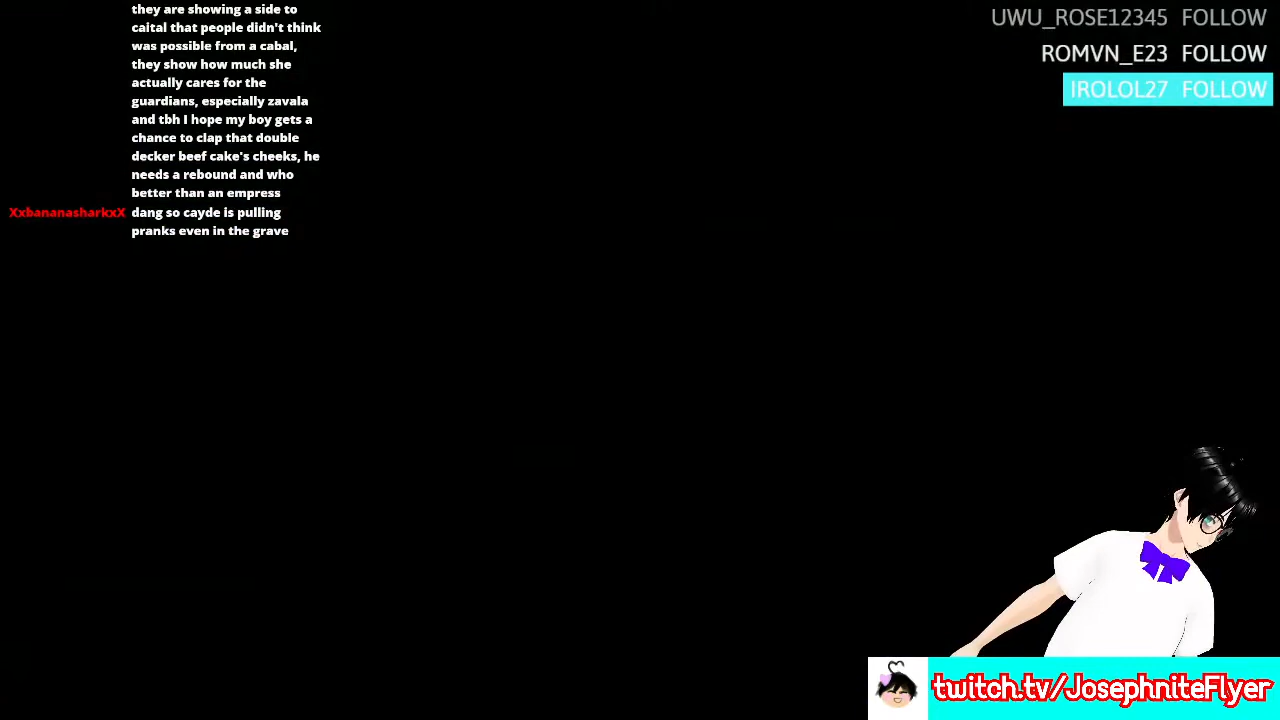 they are showing a side to
caital that people didn't think
was possible from a cabal,
they show how much she
actually cares for the
guardians, especially zavala
and tbh I hope my boy gets a
chance to clap that double
decker beef cake's cheeks, he
needs a rebound and who
better than an empress
XxbananasharkxX dang so cayde is pulling
pranks even in the grave
UWU_ROSE12345 FOLLOW
ROMVN_E23 FOLLOW
IROLOL27 FOLLOW
twitch.tv/JosephniteFlyer